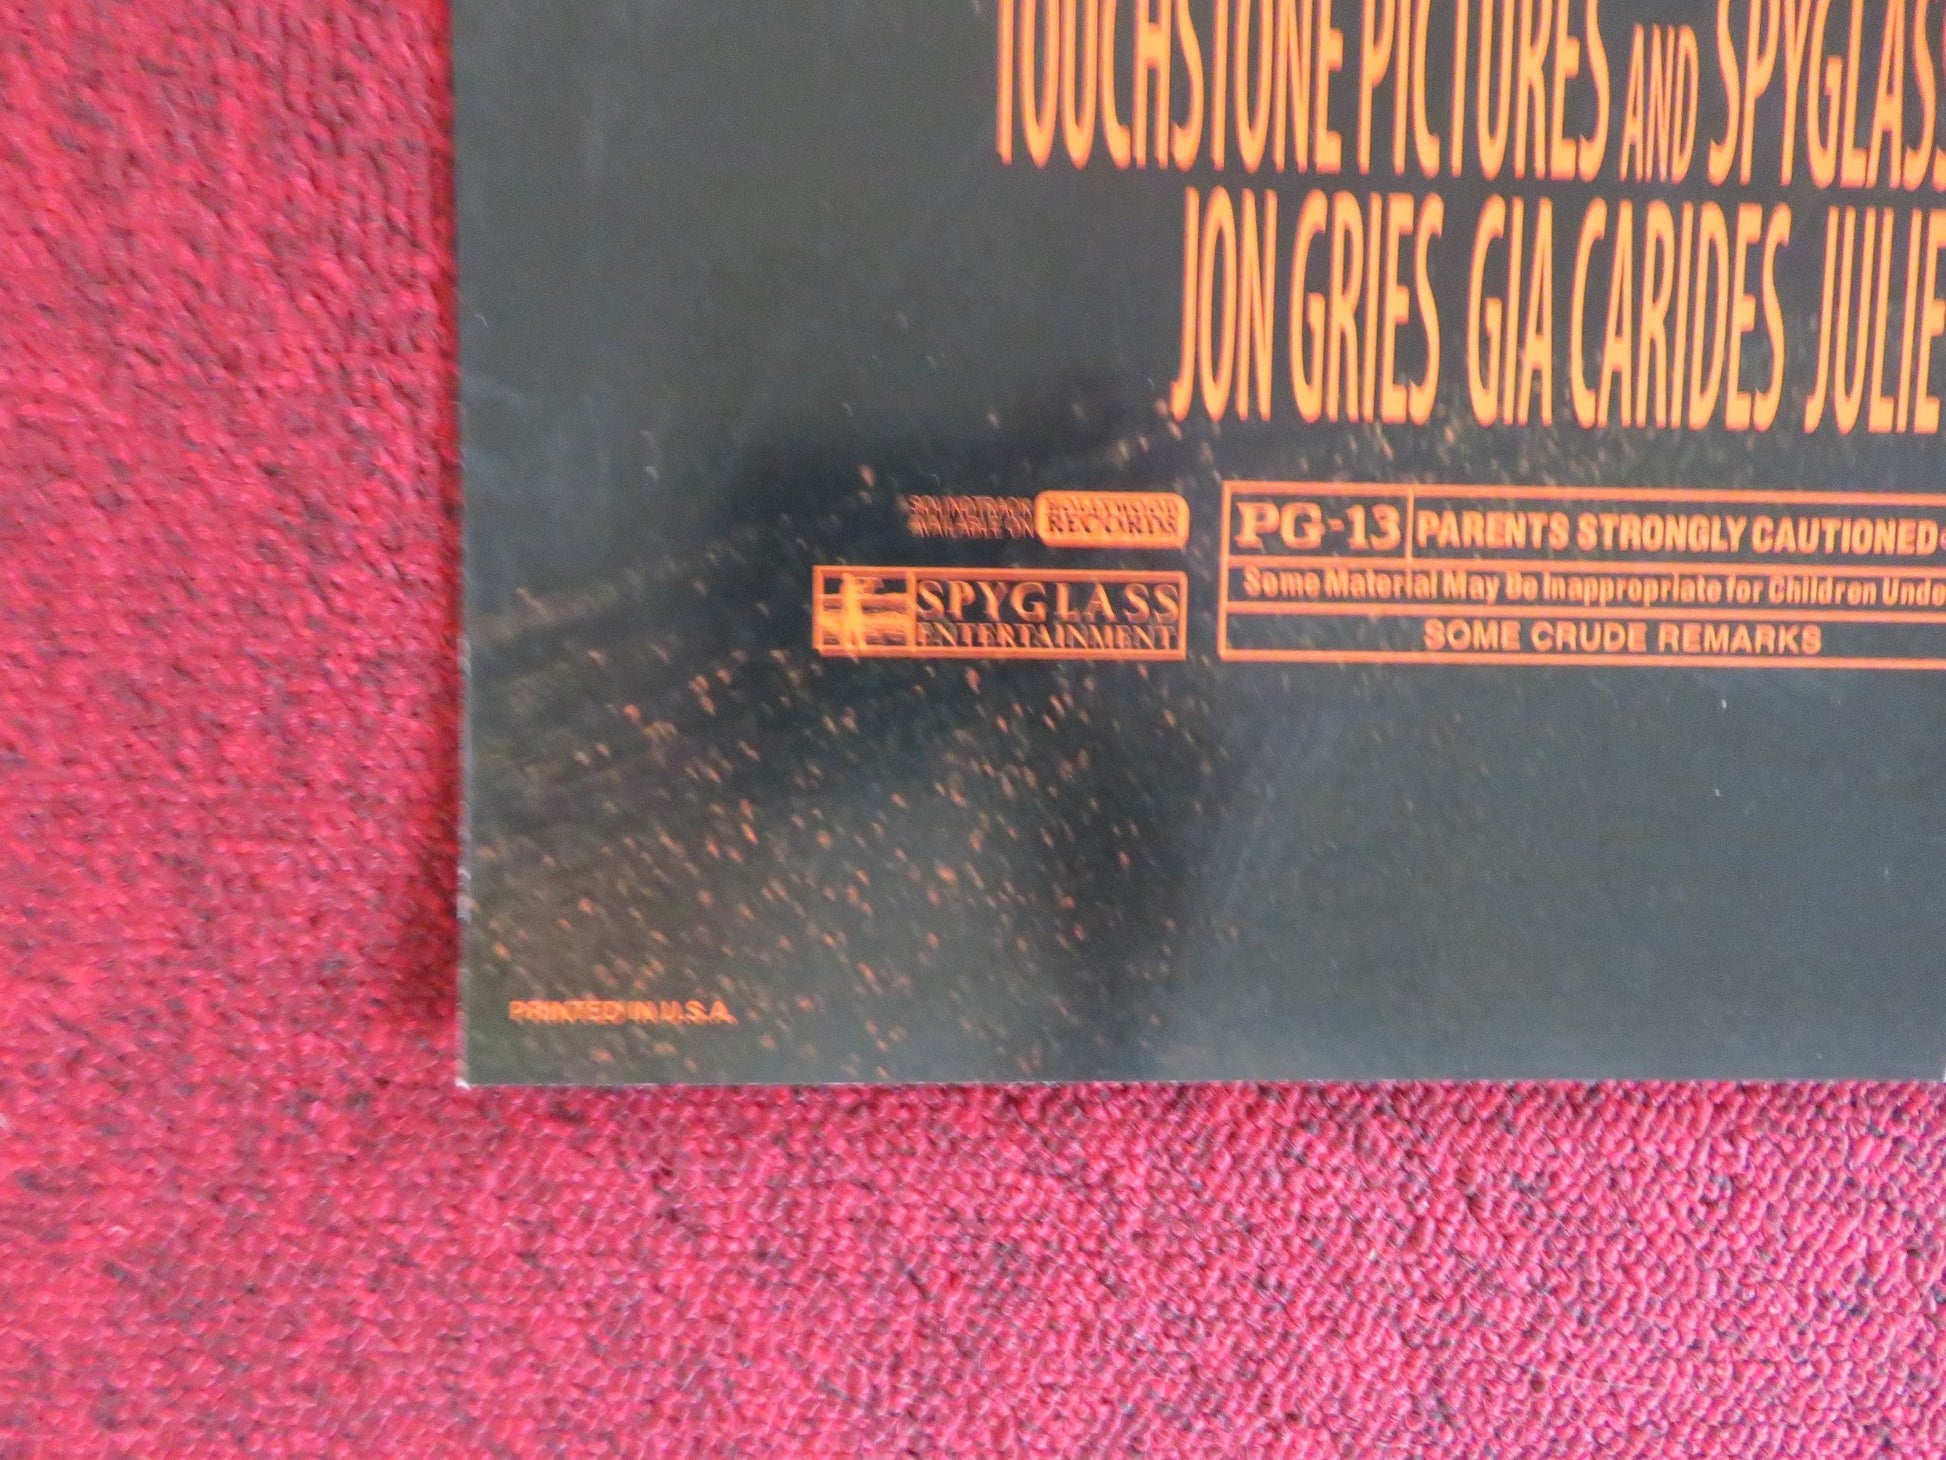 TOUCHSTONE PICTURES AND SPYGLASS
JON GRIES GIA CARIDES JULIE
SOUNDTRACK AVAILABLE ON
HOLLYWOOD RECORDS
SPYGLASS
ENTERTAINMENT
PG-13 PARENTS STRONGLY CAUTIONED
Some Material May Be Inappropriate for Children Unde
SOME CRUDE REMARKS
PRINTED IN U.S.A.